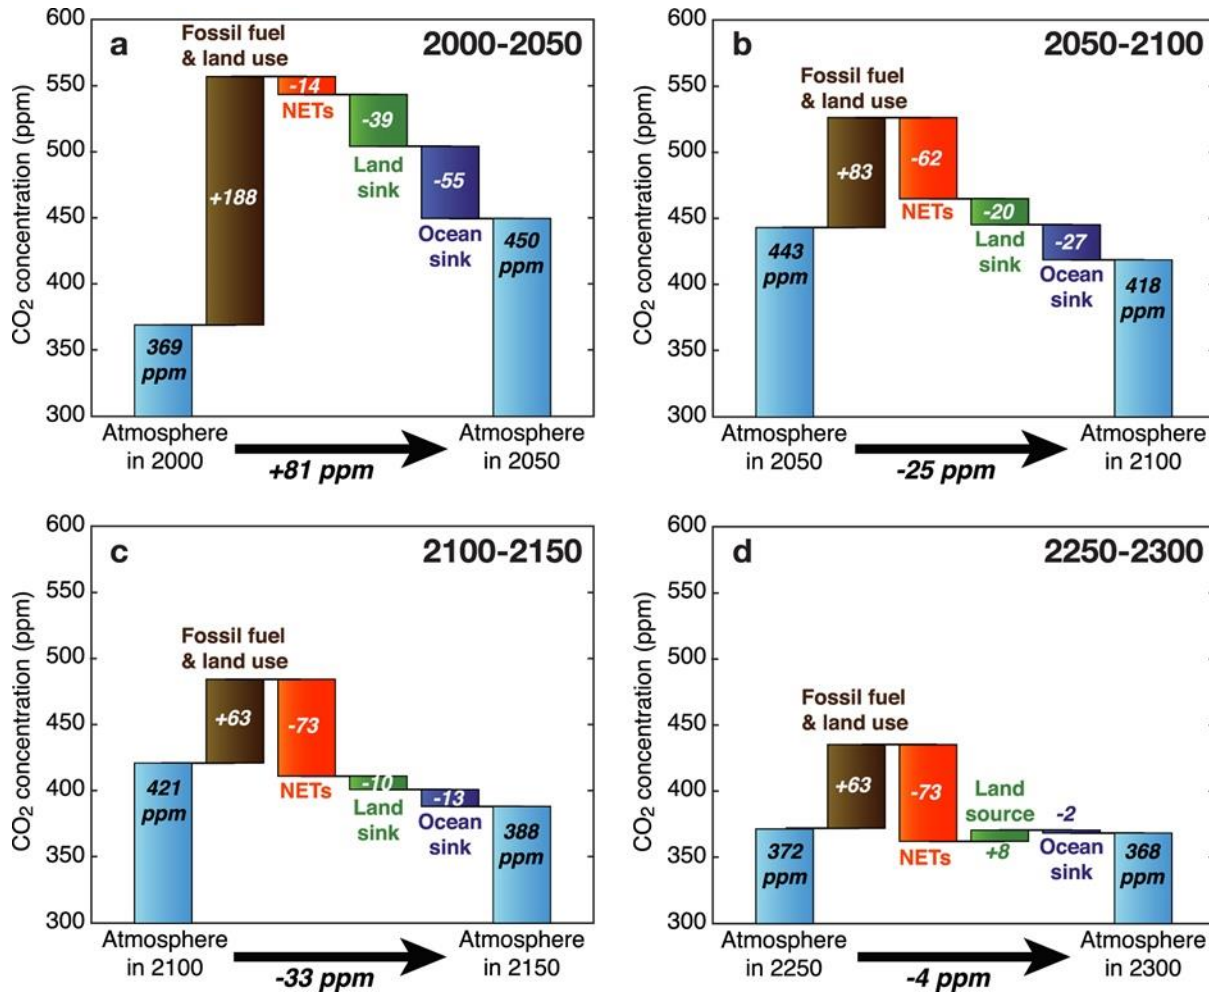 a
2000-2050
Fossil fuel
& land use
600
550
500
450
400
350
300
CO2 concentration (ppm)
369
ppm
+188
-14
NETs
-39
Land
sink
-55
Ocean
sink
450
ppm
Atmosphere
in 2000
+81 ppm
Atmosphere
in 2050
b
2050-2100
Fossil fuel
& land use
600
550
500
450
400
350
300
CO2 concentration (ppm)
443
ppm
+83
-62
NETs
-20
Land
sink
-27
Ocean
sink
418
ppm
Atmosphere
in 2050
-25 ppm
Atmosphere
in 2100
c
2100-2150
Fossil fuel
& land use
600
550
500
450
400
350
300
CO2 concentration (ppm)
421
ppm
+63
-73
NETs
-10
Land
sink
-13
Ocean
sink
388
ppm
Atmosphere
in 2100
-33 ppm
Atmosphere
in 2150
d
2250-2300
Fossil fuel
& land use
600
550
500
450
400
350
300
CO2 concentration (ppm)
372
ppm
+63
-73
NETs
Land
source
+8
-2
Ocean
sink
368
ppm
Atmosphere
in 2250
-4 ppm
Atmosphere
in 2300